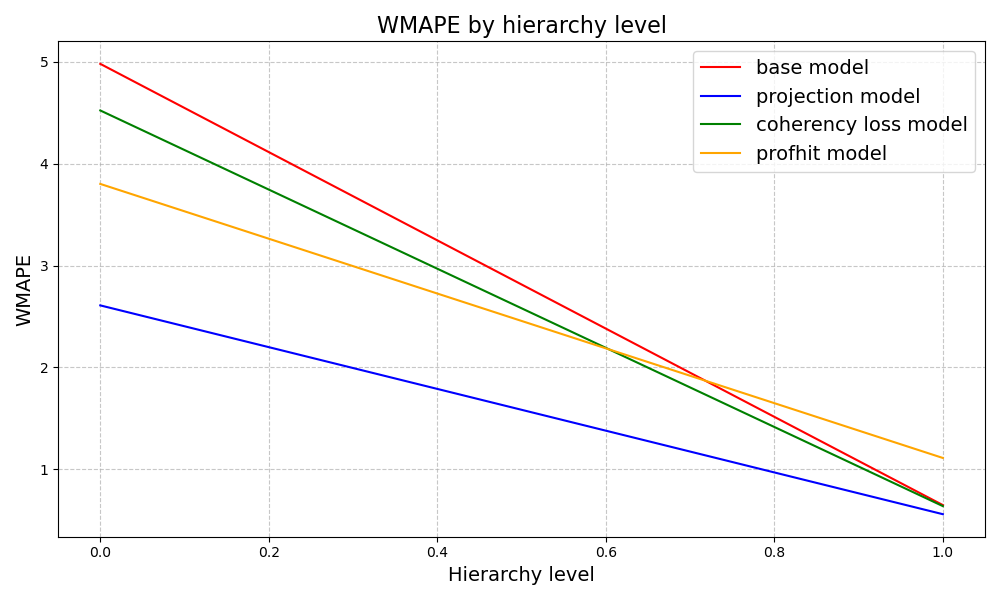 WMAPE by hierarchy level
base model
projection model
coherency loss model
profhit model
WMAPE
5
4
3
2
1
0.0 0.2 0.4 0.6 0.8 1.0
Hierarchy level